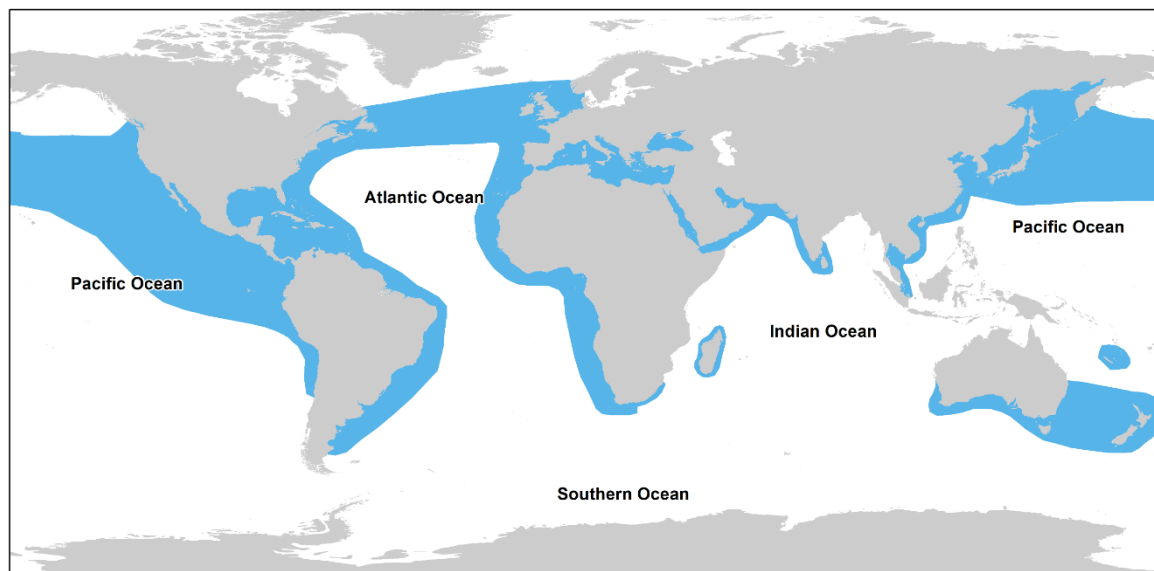 Atlantic Ocean
Pacific Ocean
Pacific Ocean
Indian Ocean
Southern Ocean